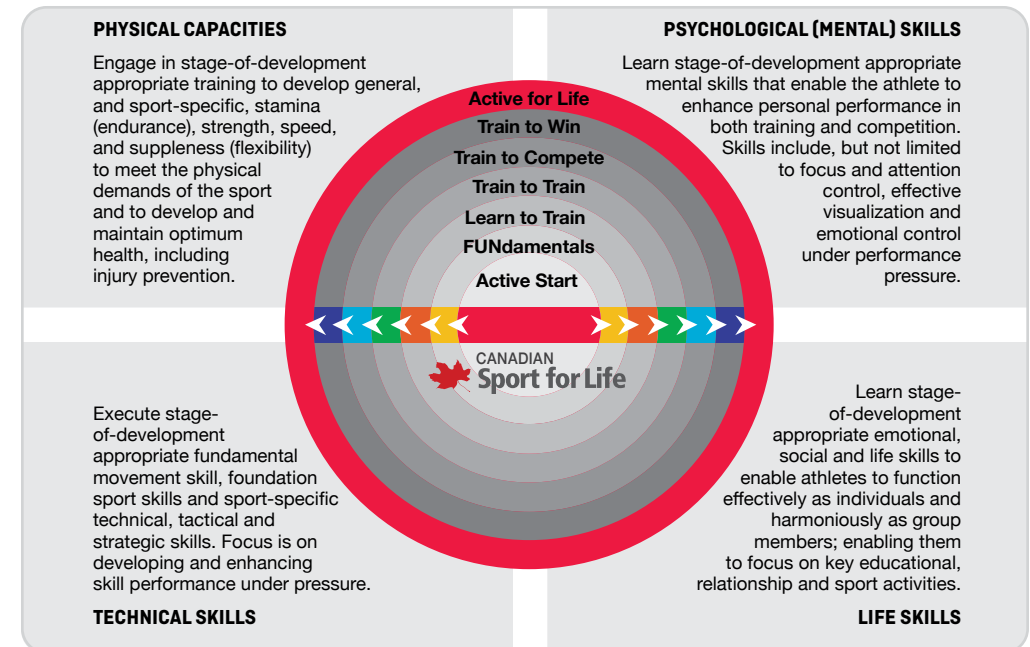 PHYSICAL CAPACITIES
Engage in stage-of-development
appropriate training to develop general,
and sport-specific, stamina
(endurance), strength, speed,
and suppleness (flexibility)
to meet the physical
demands of the sport
and to develop and
maintain optimum
health, including
injury prevention.
PSYCHOLOGICAL (MENTAL) SKILLS
Learn stage-of-development appropriate
mental skills that enable the athlete to
enhance personal performance in
both training and competition.
Skills include, but not limited
to focus and attention
control, effective
visualization and
emotional control
under performance
pressure.
Active for Life
Train to Win
Train to Compete
Train to Train
Learn to Train
FUNdamentals
Active Start
CANADIAN
Sport for Life
Execute stage-
of-development
appropriate fundamental
movement skill, foundation
sport skills and sport-specific
technical, tactical and
strategic skills. Focus is on
developing and enhancing
skill performance under pressure.
TECHNICAL SKILLS
Learn stage-
of-development
appropriate emotional,
social and life skills to
enable athletes to function
effectively as individuals and
harmoniously as group
members; enabling them
to focus on key educational,
relationship and sport activities.
LIFE SKILLS